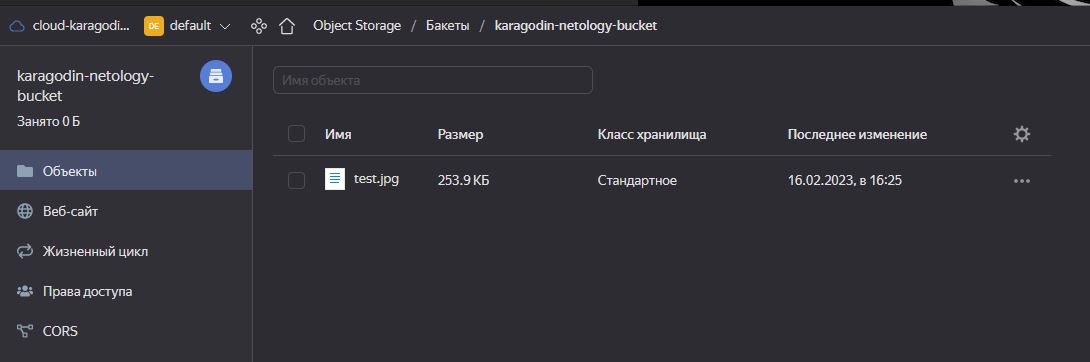 cloud-karagodi... DE default Object Storage / Бакеты / karagodin-netology-bucket
karagodin-netology-
bucket
Занято 0 Б
Объекты
Веб-сайт
Жизненный цикл
Права доступа
CORS
Имя объекта
Имя Размер Класс хранилища Последнее изменение
test.jpg 253.9 КБ Стандартное 16.02.2023, в 16:25